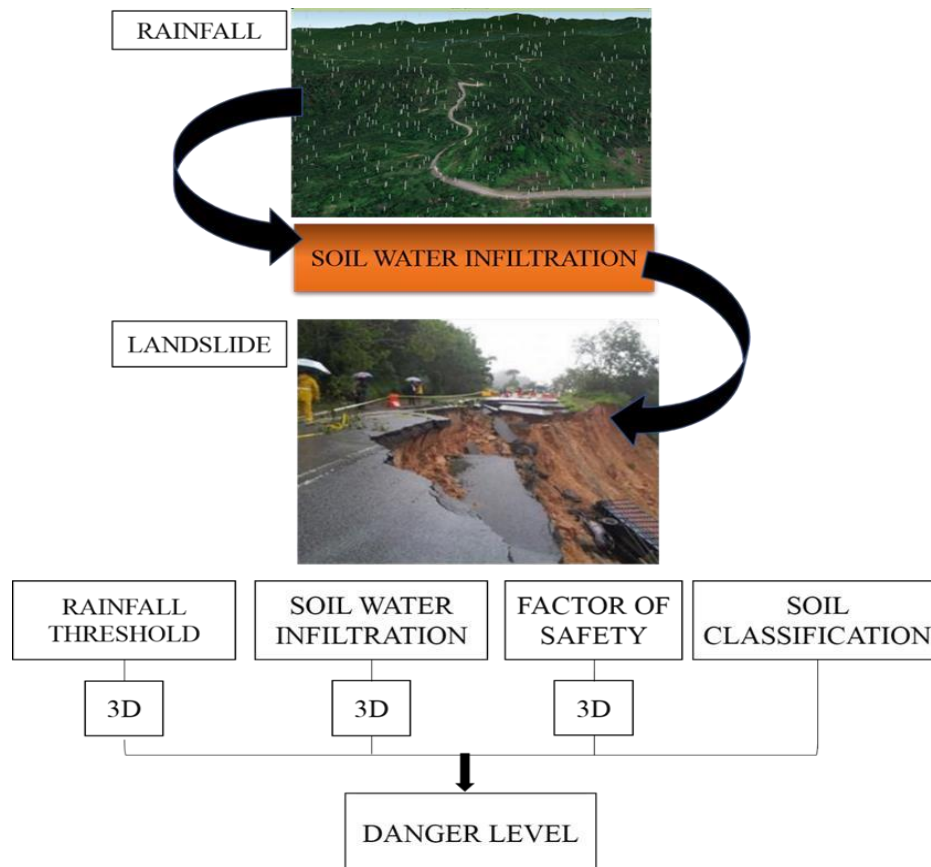 RAINFALL
SOIL WATER INFILTRATION
LANDSLIDE
RAINFALL
THRESHOLD
SOIL WATER
INFILTRATION
FACTOR OF
SAFETY
SOIL
CLASSIFICATION
3D
3D
3D
DANGER LEVEL